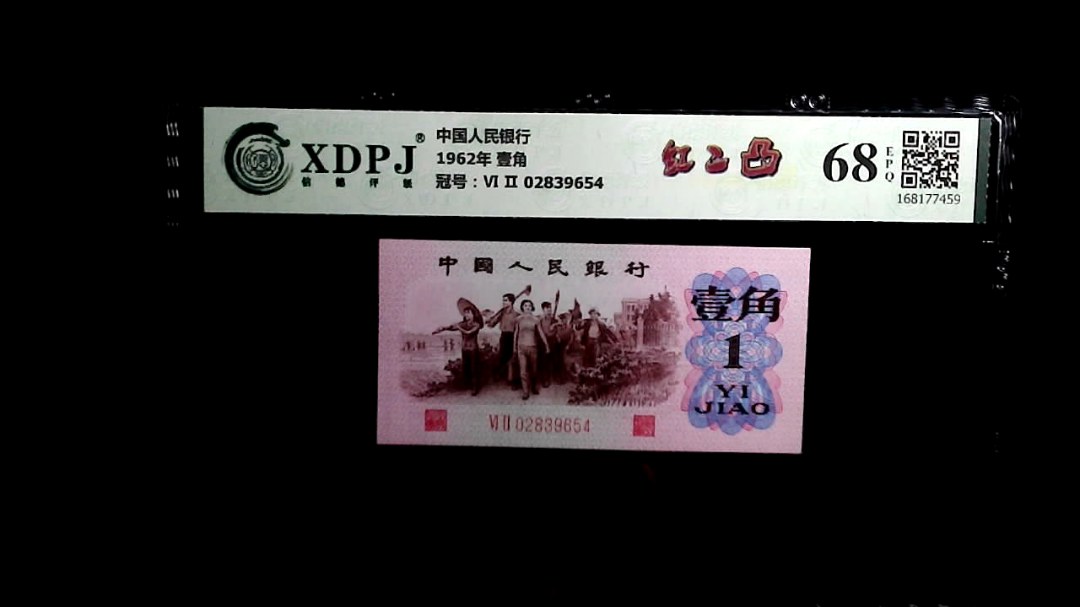 XDPJ®
信德评级
中国人民银行
1962年 壹角
冠号：VI II 02839654
红二凸
68
EPQ
168177459
中國人民銀行
壹角
1
YI
JIAO
VI II 02839654